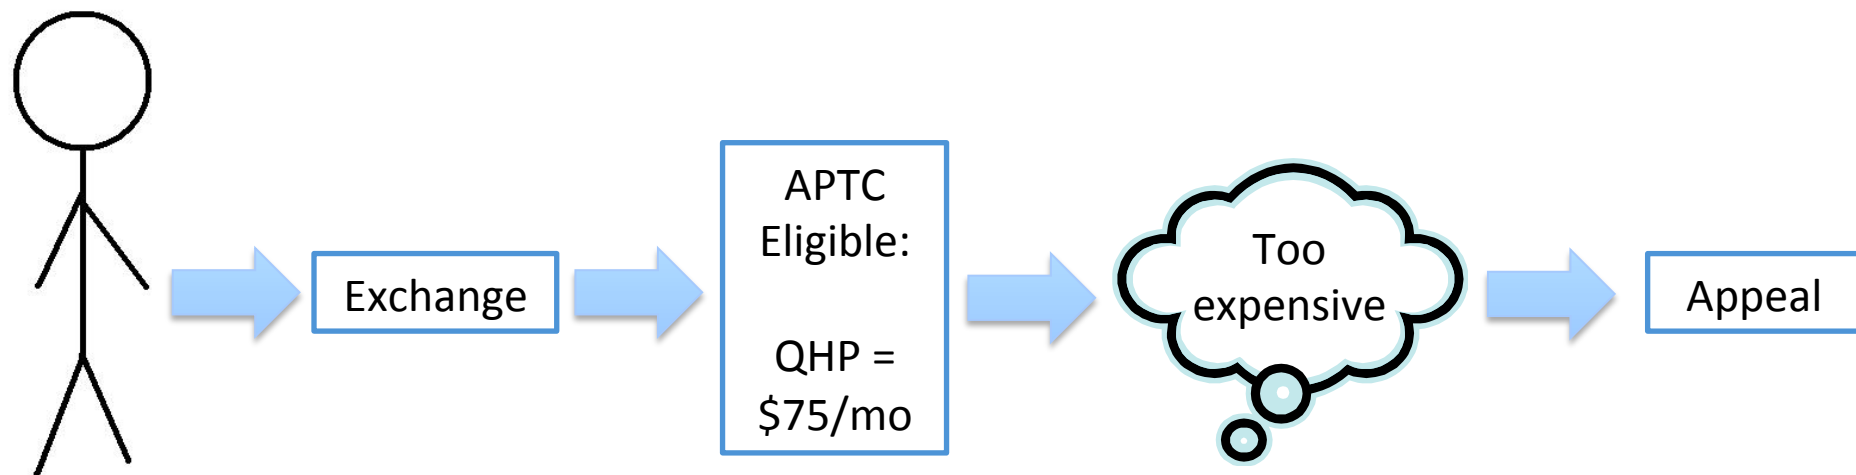 Exchange
APTC
Eligible:
QHP =
$75/mo
Too
expensive
Appeal